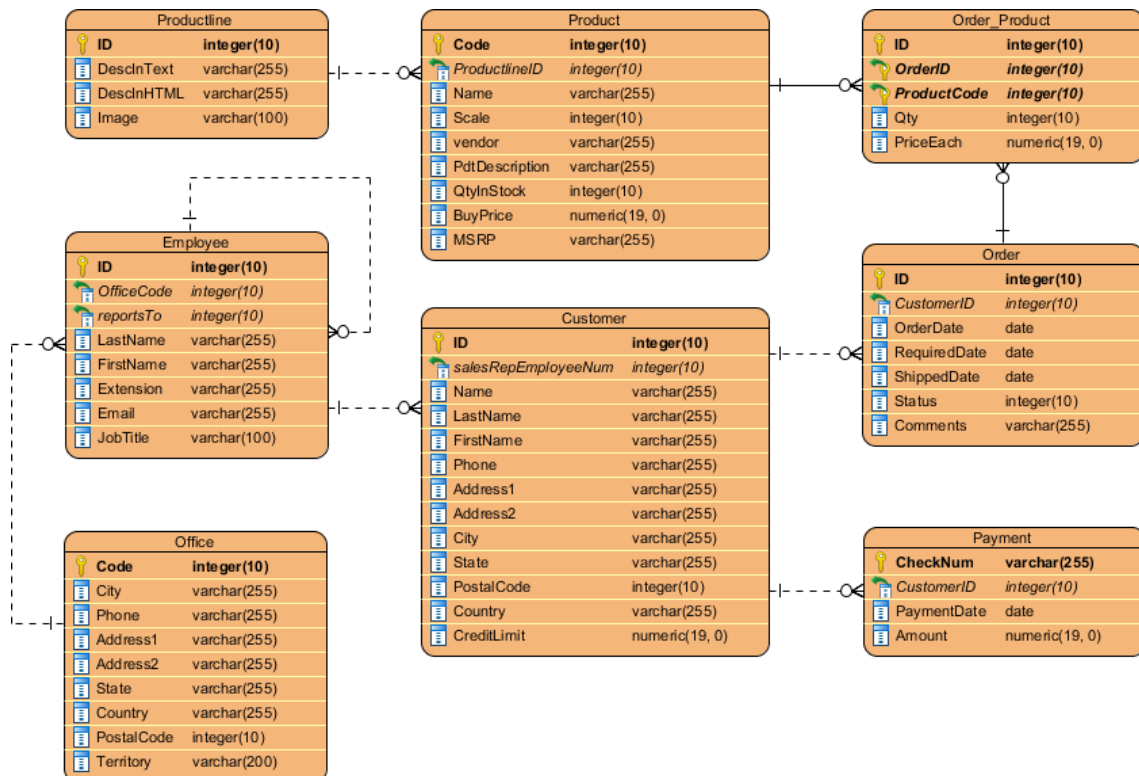 Productline
ID integer(10)
DescInText varchar(255)
DescInHTML varchar(255)
Image varchar(100)
Product
Code integer(10)
ProductlineID integer(10)
Name varchar(255)
Scale integer(10)
vendor varchar(255)
PdtDescription varchar(255)
QtyInStock integer(10)
BuyPrice numeric(19, 0)
MSRP varchar(255)
Order_Product
ID integer(10)
OrderID integer(10)
ProductCode integer(10)
Qty integer(10)
PriceEach numeric(19, 0)
Employee
ID integer(10)
OfficeCode integer(10)
reportsTo integer(10)
LastName varchar(255)
FirstName varchar(255)
Extension varchar(255)
Email varchar(255)
JobTitle varchar(100)
Customer
ID integer(10)
salesRepEmployeeNum integer(10)
Name varchar(255)
LastName varchar(255)
FirstName varchar(255)
Phone varchar(255)
Address1 varchar(255)
Address2 varchar(255)
City varchar(255)
State varchar(255)
PostalCode integer(10)
Country varchar(255)
CreditLimit numeric(19, 0)
Order
ID integer(10)
CustomerID integer(10)
OrderDate date
RequiredDate date
ShippedDate date
Status integer(10)
Comments varchar(255)
Office
Code integer(10)
City varchar(255)
Phone varchar(255)
Address1 varchar(255)
Address2 varchar(255)
State varchar(255)
Country varchar(255)
PostalCode integer(10)
Territory varchar(200)
Payment
CheckNum varchar(255)
CustomerID integer(10)
PaymentDate date
Amount numeric(19, 0)